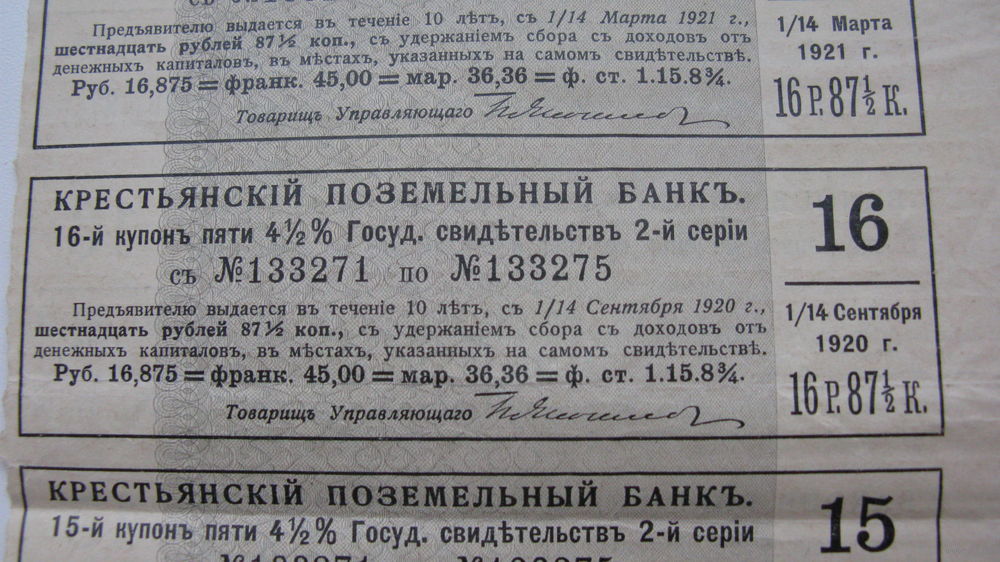 Предъявителю выдается въ теченіе 10 лѣтъ, съ 1/14 Марта 1921 г.,
шестнадцать рублей 87½ коп., съ удержаніемъ сбора съ доходовъ отъ
денежныхъ капиталовъ, въ мѣстахъ, указанныхъ на самомъ свидѣтельствѣ.
Руб. 16,875 = франк. 45,00 = мар. 36,36 = ф. ст. 1.15.8¾.
Товарищъ Управляющаго
1/14 Марта
1921 г.
16 Р. 87½ К.
КРЕСТЬЯНСКІЙ ПОЗЕМЕЛЬНЫЙ БАНКЪ.
16-й купонъ пяти 4½% Госуд. свидѣтельствъ 2-й серіи
съ №133271 по №133275
Предъявителю выдается въ теченіе 10 лѣтъ, съ 1/14 Сентября 1920 г.,
шестнадцать рублей 87½ коп., съ удержаніемъ сбора съ доходовъ отъ
денежныхъ капиталовъ, въ мѣстахъ, указанныхъ на самомъ свидѣтельствѣ.
Руб. 16,875 = франк. 45,00 = мар. 36,36 = ф. ст. 1.15.8¾.
Товарищъ Управляющаго
16
1/14 Сентября
1920 г.
16 Р. 87½ К.
КРЕСТЬЯНСКІЙ ПОЗЕМЕЛЬНЫЙ БАНКЪ.
15-й купонъ пяти 4½% Госуд. свидѣтельствъ 2-й серіи
15